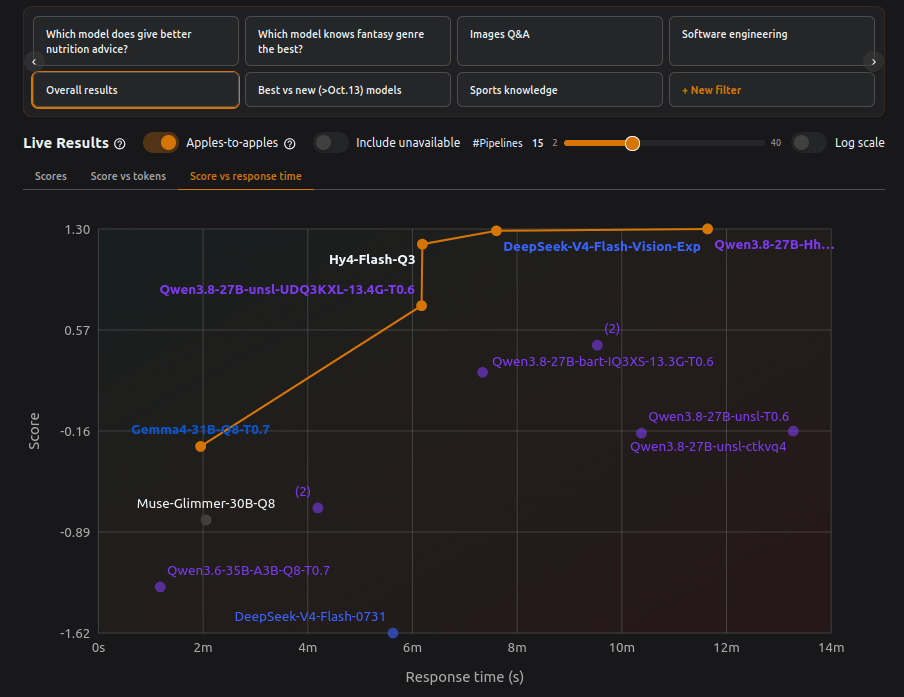 Which model does give better
nutrition advice?
Which model knows fantasy genre
the best?
Images Q&A
Software engineering
Overall results
Best vs new (>Oct.13) models
Sports knowledge
+ New filter
Live Results
Apples-to-apples
Include unavailable
#Pipelines 15 2 40
Log scale
Scores
Score vs tokens
Score vs response time
1.30
DeepSeek-V4-Flash-Vision-Exp
Qwen3.8-27B-Hh...
Hy4-Flash-Q3
Qwen3.8-27B-unsl-UDQ3KXL-13.4G-T0.6
0.57
(2)
Qwen3.8-27B-bart-IQ3XS-13.3G-T0.6
Qwen3.8-27B-unsl-T0.6
Gemma4-31B-Q8-T0.7
-0.16
Qwen3.8-27B-unsl-ctkvq4
Score
(2)
Muse-Glimmer-30B-Q8
-0.89
Qwen3.6-35B-A3B-Q8-T0.7
DeepSeek-V4-Flash-0731
-1.62
0s 2m 4m 6m 8m 10m 12m 14m
Response time (s)